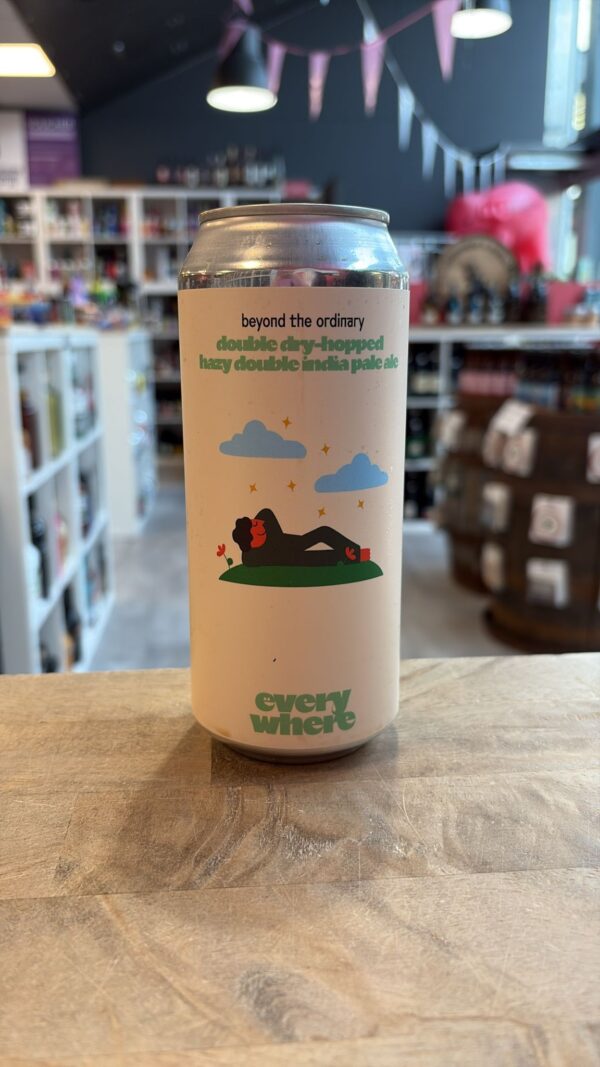 beyond the ordinary
double dry-hopped
hazy double india pale ale
every
where